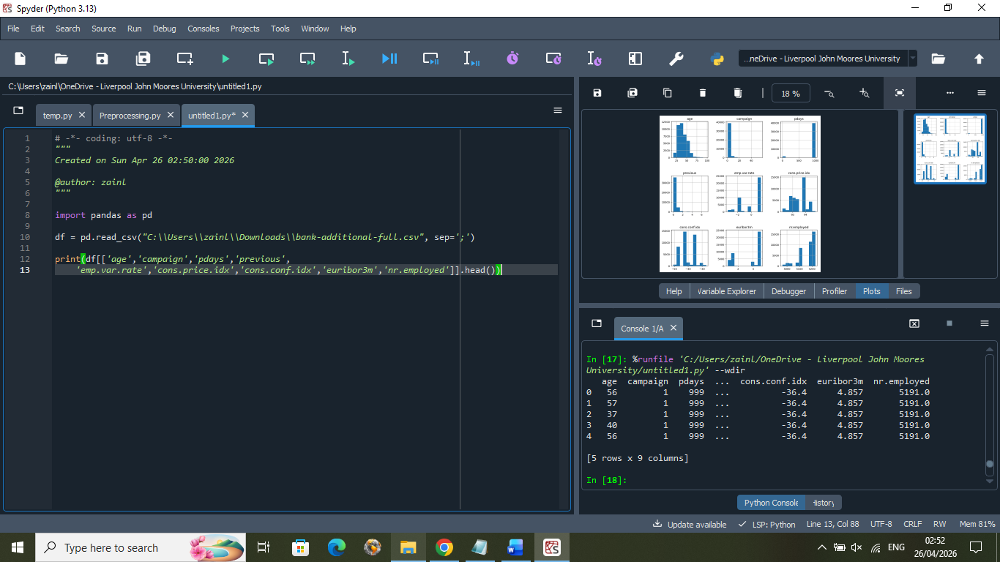 Spyder (Python 3.13)
File Edit Search Source Run Debug Consoles Projects Tools Window Help
...neDrive - Liverpool John Moores University
C:\Users\zainl\OneDrive - Liverpool John Moores University\untitled1.py
temp.py Preprocessing.py untitled1.py*
1 # -*- coding: utf-8 -*-
2 """
3 Created on Sun Apr 26 02:50:00 2026
4
5 @author: zainl
6 """
7
8 import pandas as pd
9
10 df = pd.read_csv("C:\\Users\\zainl\\Downloads\\bank-additional-full.csv", sep=';')
11
12 print(df[['age','campaign','pdays','previous',
13 'emp.var.rate','cons.price.idx','cons.conf.idx','euribor3m','nr.employed']].head())
18 %
age campaign pdays
previous emp.var.rate cons.price.idx
cons.conf.idx euribor3m nr.employed
Help Variable Explorer Debugger Profiler Plots Files
Console 1/A
In [17]: %runfile 'C:/Users/zainl/OneDrive - Liverpool John Moores
University/untitled1.py' --wdir
age campaign pdays ... cons.conf.idx euribor3m nr.employed
0 56 1 999 ... -36.4 4.857 5191.0
1 57 1 999 ... -36.4 4.857 5191.0
2 37 1 999 ... -36.4 4.857 5191.0
3 40 1 999 ... -36.4 4.857 5191.0
4 56 1 999 ... -36.4 4.857 5191.0
[5 rows x 9 columns]
In [18]:
Python Console History
Update available LSP: Python Line 13, Col 88 UTF-8 CRLF RW Mem 81%
Type here to search
ENG
02:52
26/04/2026